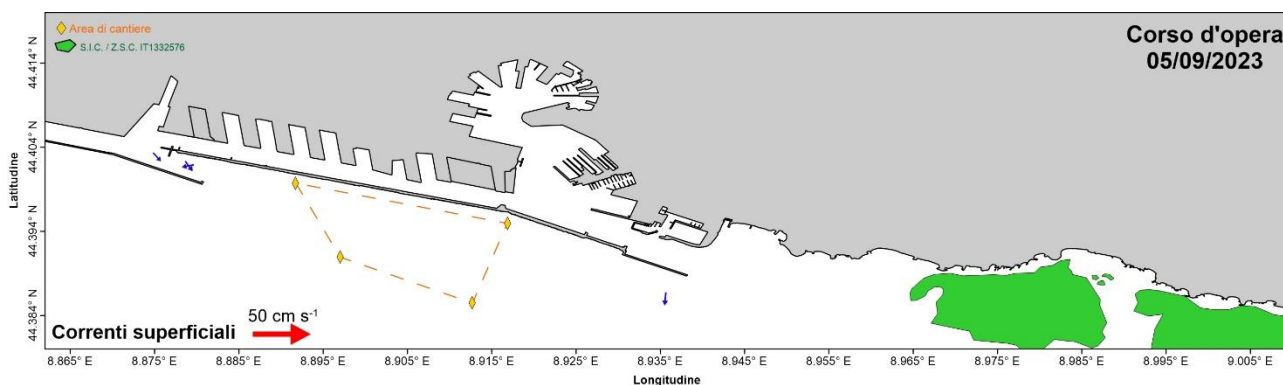 Area di cantiere
S.I.C. / Z.S.C. IT1332576
Corso d'opera
05/09/2023
44.414° N
44.404° N
44.394° N
44.384° N
Latitudine
Correnti superficiali
50 cm s⁻¹
8.865° E 8.875° E 8.885° E 8.895° E 8.905° E 8.915° E 8.925° E 8.935° E 8.945° E 8.955° E 8.965° E 8.975° E 8.985° E 8.995° E 9.005° E
Longitudine